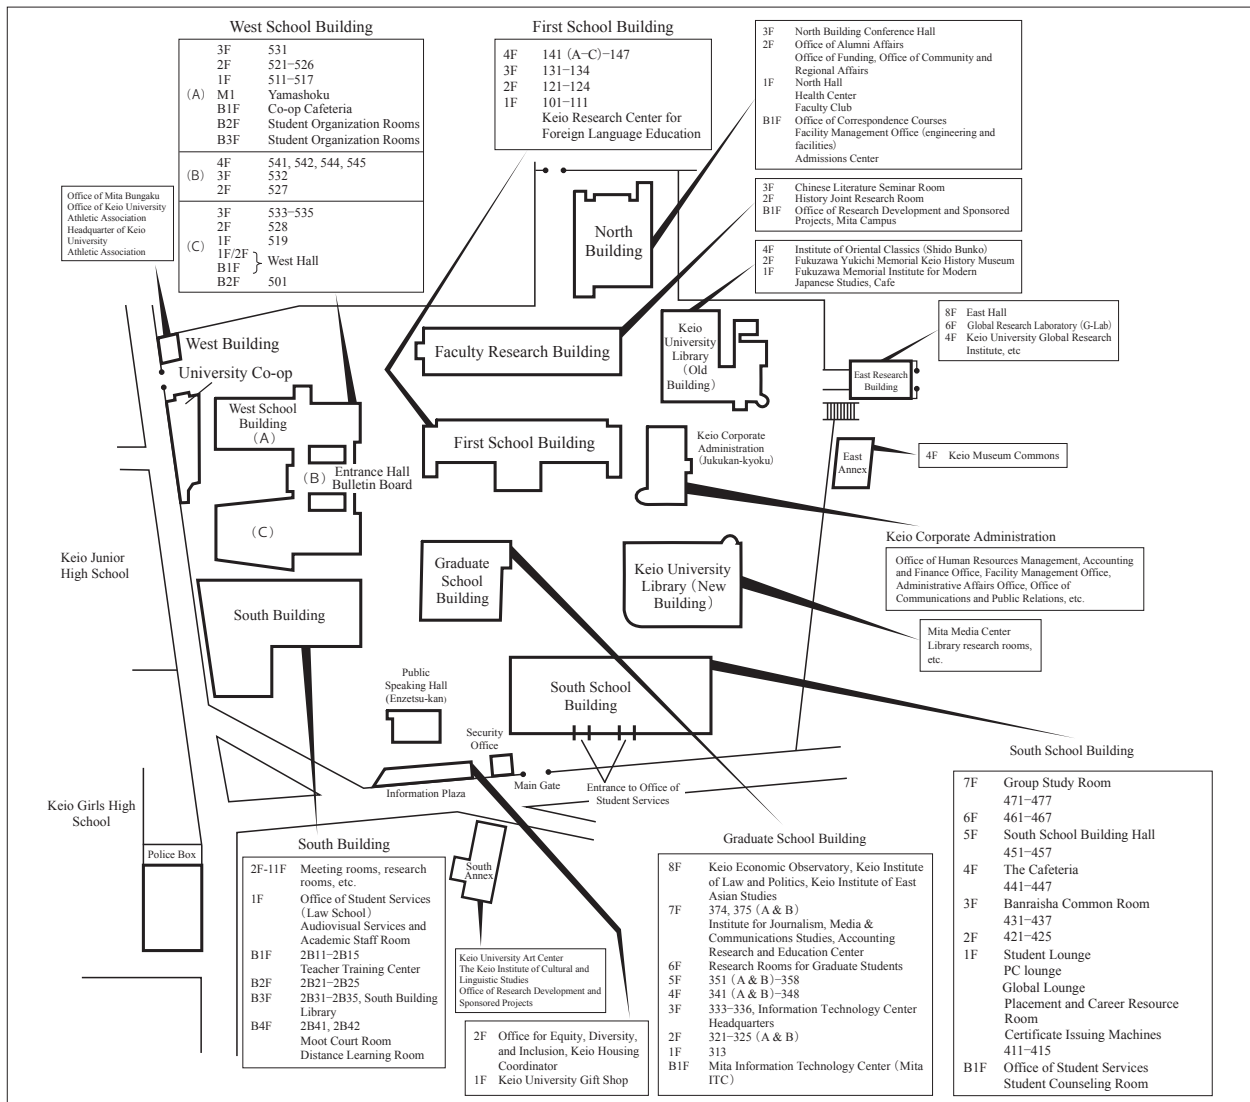 West School Building
3F 531
2F 521–526
1F 511–517
(A) M1 Yamashoku
B1F Co-op Cafeteria
B2F Student Organization Rooms
B3F Student Organization Rooms
4F 541, 542, 544, 545
(B) 3F 532
2F 527
3F 533–535
2F 528
(C) 1F 519
1F/2F
B1F } West Hall
B2F 501
First School Building
4F 141 (A–C)–147
3F 131–134
2F 121–124
1F 101–111
Keio Research Center for
Foreign Language Education
3F North Building Conference Hall
2F Office of Alumni Affairs
Office of Funding, Office of Community and
Regional Affairs
1F North Hall
Health Center
Faculty Club
B1F Office of Correspondence Courses
Facility Management Office (engineering and
facilities)
Admissions Center
3F Chinese Literature Seminar Room
2F History Joint Research Room
B1F Office of Research Development and Sponsored
Projects, Mita Campus
4F Institute of Oriental Classics (Shido Bunko)
2F Fukuzawa Yukichi Memorial Keio History Museum
1F Fukuzawa Memorial Institute for Modern
Japanese Studies, Cafe
8F East Hall
6F Global Research Laboratory (G-Lab)
4F Keio University Global Research
Institute, etc
Office of Mita Bungaku
Office of Keio University
Athletic Association
Headquarter of Keio
University
Athletic Association
North
Building
West Building
University Co-op
Faculty Research Building
Keio
University
Library
(Old
Building)
East Research
Building
West School
Building
(A)
(B)
(C)
Entrance Hall
Bulletin Board
First School Building
Keio Corporate
Administration
(Jukukan-kyoku)
East
Annex
4F Keio Museum Commons
Keio Corporate Administration
Office of Human Resources Management, Accounting
and Finance Office, Facility Management Office,
Administrative Affairs Office, Office of
Communications and Public Relations, etc.
Keio Junior
High School
Graduate
School
Building
Keio University
Library (New
Building)
South Building
Mita Media Center
Library research rooms,
etc.
Public
Speaking Hall
(Enzetsu-kan)
South School
Building
Security
Office
Information Plaza
Main Gate
Entrance to Office of
Student Services
Keio Girls High
School
Police Box
South
Annex
South Building
2F-11F Meeting rooms, research
rooms, etc.
1F Office of Student Services
(Law School)
Audiovisual Services and
Academic Staff Room
B1F 2B11–2B15
Teacher Training Center
B2F 2B21–2B25
B3F 2B31–2B35, South Building
Library
B4F 2B41, 2B42
Moot Court Room
Distance Learning Room
Keio University Art Center
The Keio Institute of Cultural and
Linguistic Studies
Office of Research Development and
Sponsored Projects
2F Office for Equity, Diversity,
and Inclusion, Keio Housing
Coordinator
1F Keio University Gift Shop
Graduate School Building
8F Keio Economic Observatory, Keio Institute
of Law and Politics, Keio Institute of East
Asian Studies
7F 374, 375 (A & B)
Institute for Journalism, Media &
Communications Studies, Accounting
Research and Education Center
6F Research Rooms for Graduate Students
5F 351 (A & B)–358
4F 341 (A & B)–348
3F 333–336, Information Technology Center
Headquarters
2F 321–325 (A & B)
1F 313
B1F Mita Information Technology Center (Mita
ITC)
South School Building
7F Group Study Room
471–477
6F 461–467
5F South School Building Hall
451–457
4F The Cafeteria
441–447
3F Banraisha Common Room
431–437
2F 421–425
1F Student Lounge
PC lounge
Global Lounge
Placement and Career Resource
Room
Certificate Issuing Machines
411–415
B1F Office of Student Services
Student Counseling Room